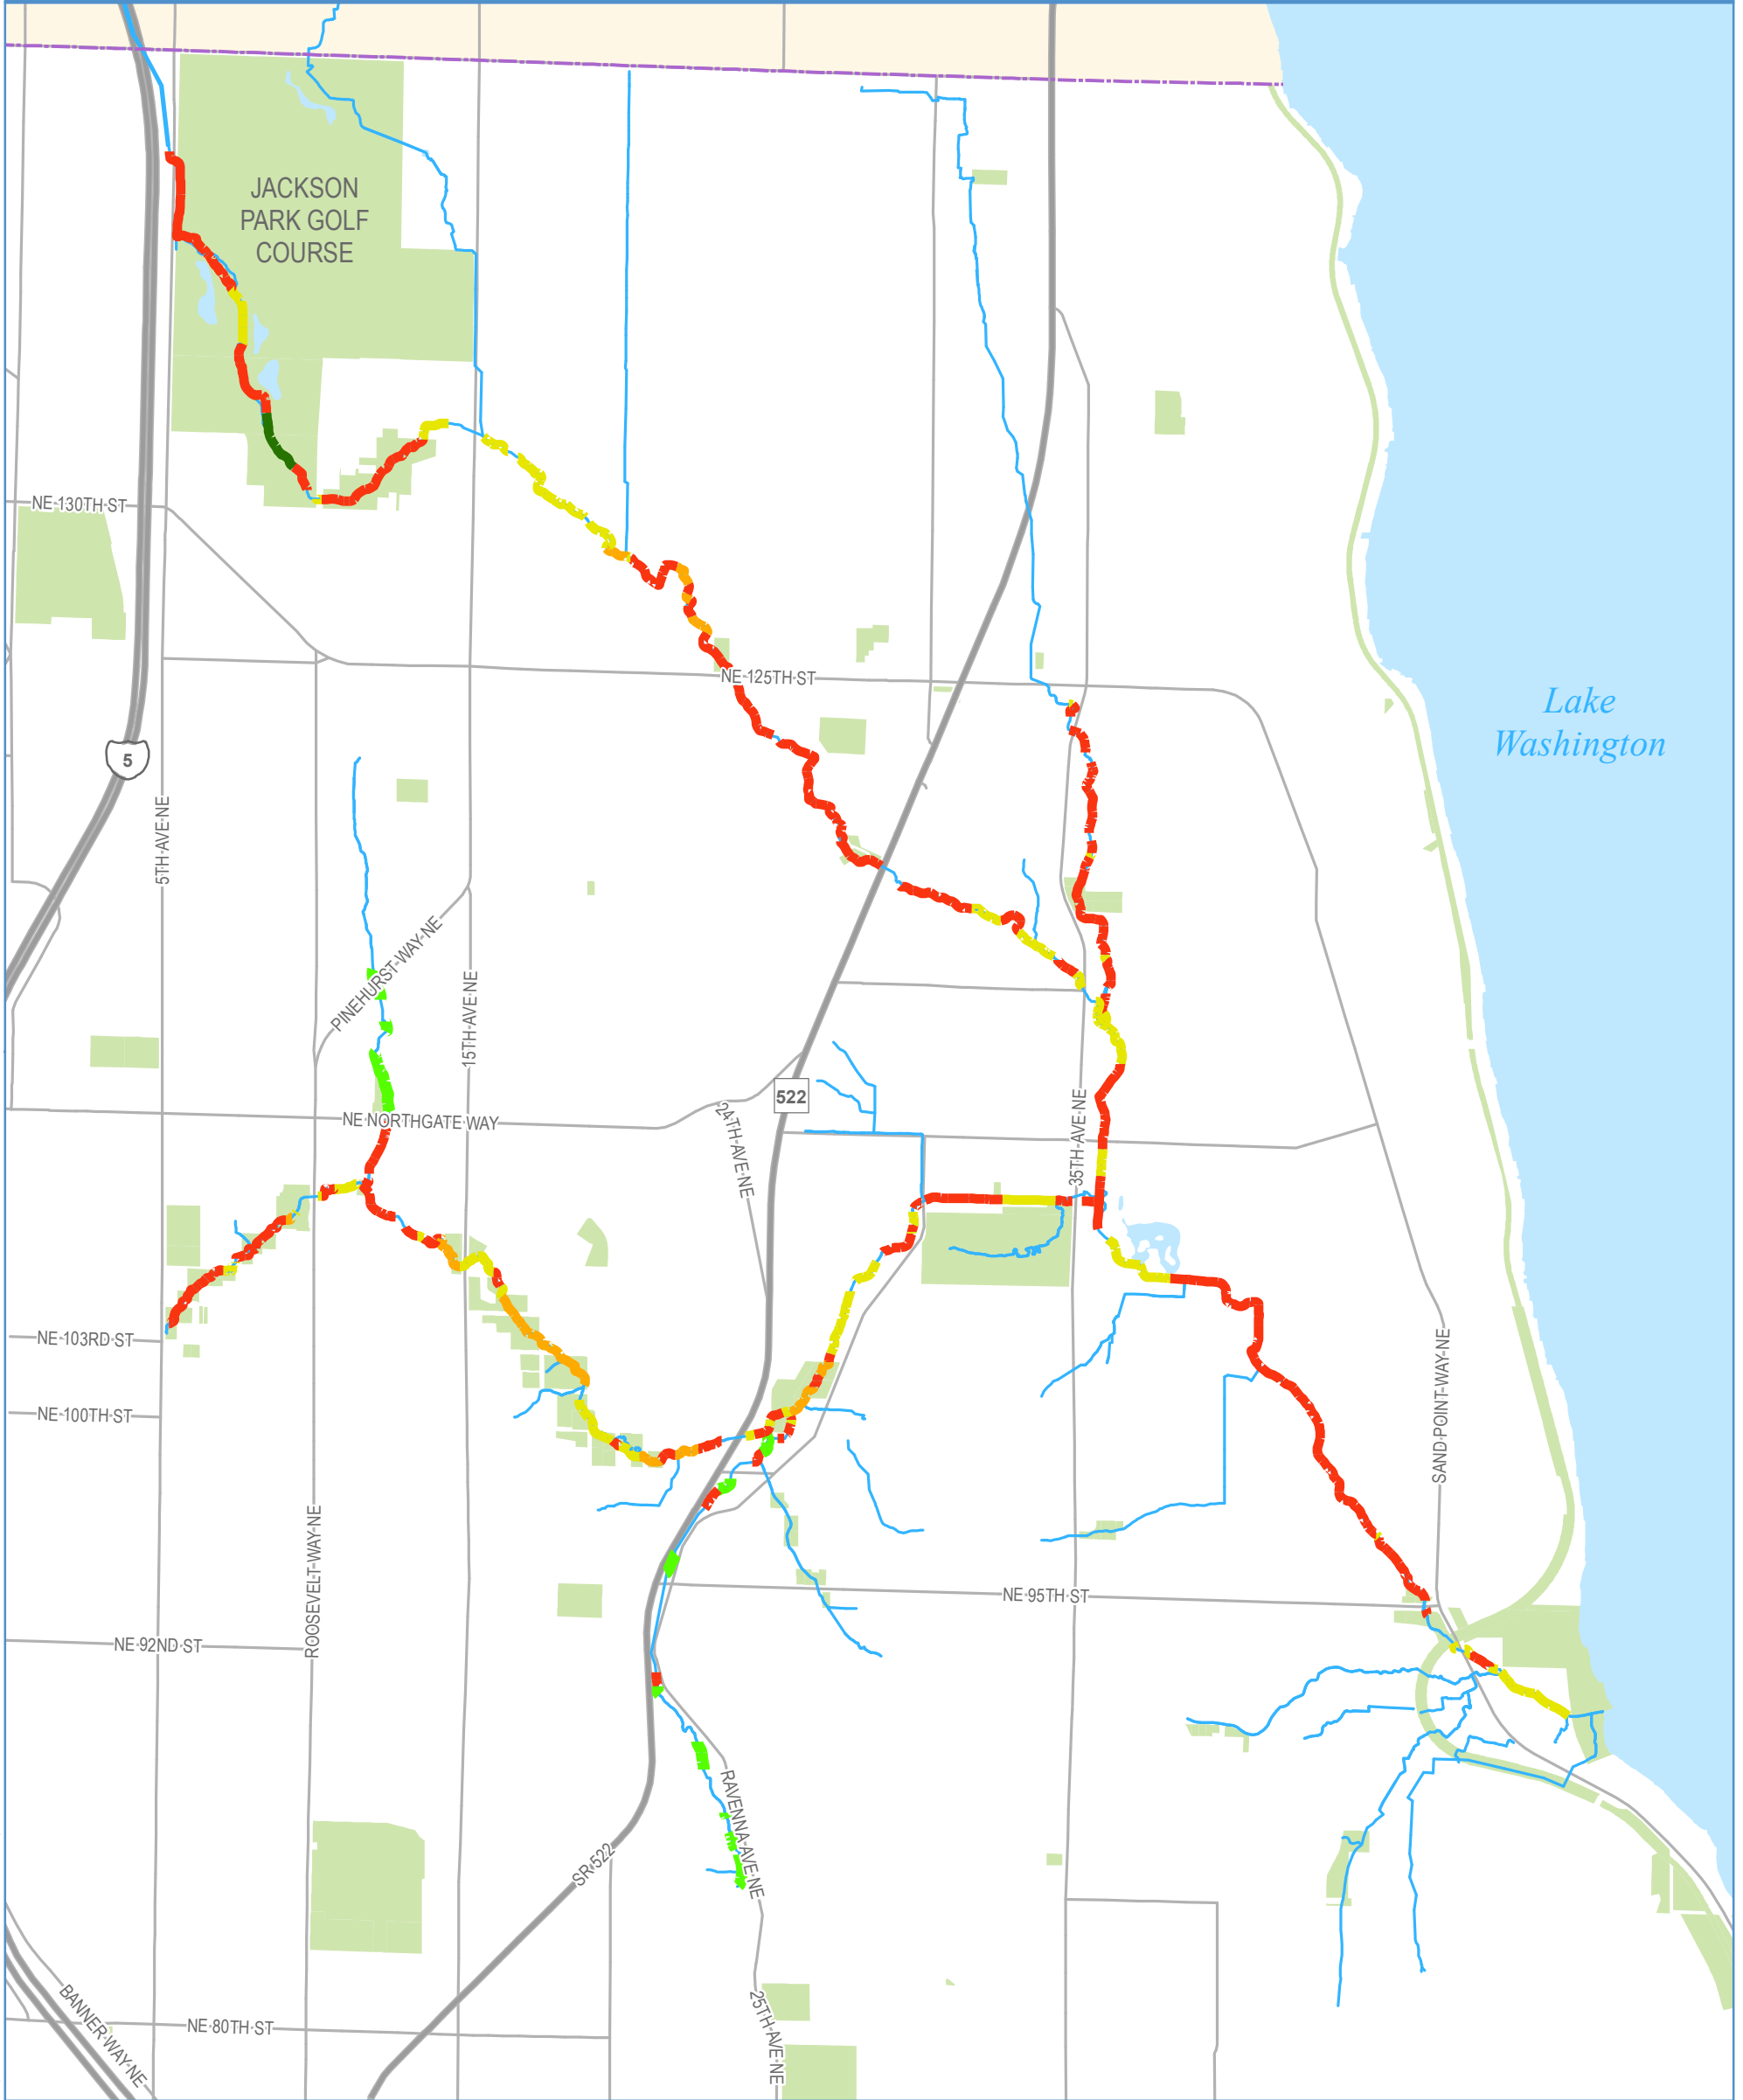 JACKSON
PARK GOLF
COURSE
NE 130TH ST
NE 125TH ST
Lake
Washington
5
5TH AVE NE
PINEHURST WAY NE
15TH AVE NE
522
24TH AVE NE
35TH AVE NE
NE NORTHGATE WAY
NE 103RD ST
NE 100TH ST
SAND POINT WAY NE
ROOSEVELT WAY NE
NE 95TH ST
NE 92ND ST
RAVENNA AVE NE
SR 522
BANNER WAY NE
NE 80TH ST
25TH AVE NE